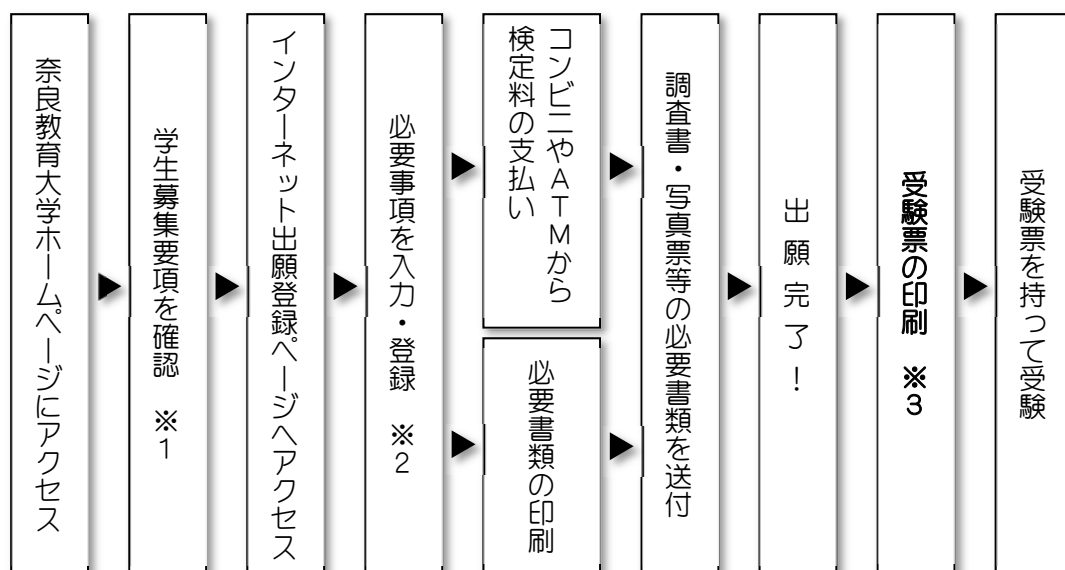 奈良教育大学ホームページにアクセス
学生募集要項を確認　※1
インターネット出願登録ページへアクセス
必要事項を入力・登録　※2
コンビニやATMから
検定料の支払い
必要書類の印刷
調査書・写真票等の必要書類を送付
出願完了！
受験票の印刷　※3
受験票を持って受験